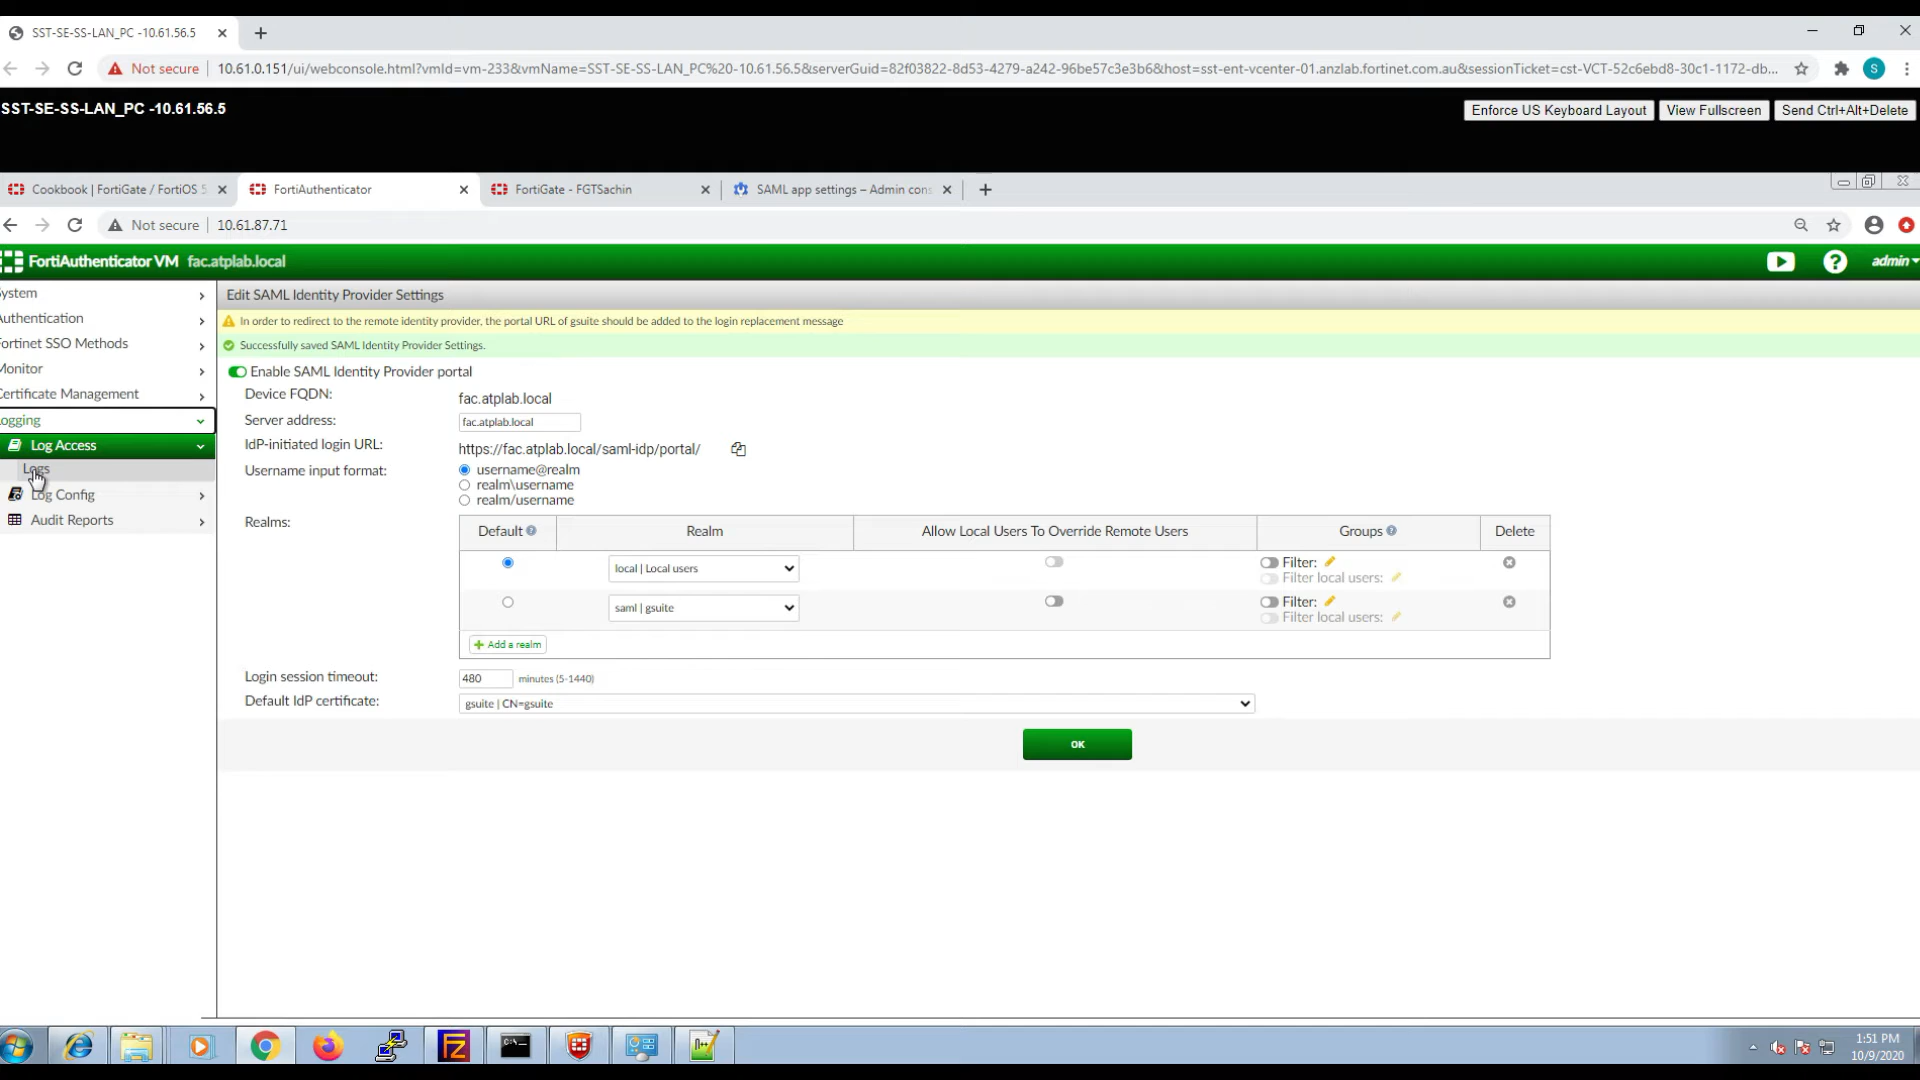 SST-SE-SS-LAN_PC -10.61.56.5
Not secure
10.61.0.151/ui/webconsole.html?vmId=vm-233&vmName=SST-SE-SS-LAN_PC%20-10.61.56.5&serverGuid=82f03822-8d53-4279-a242-96be57c3e3b6&host=sst-ent-vcenter-01.anzlab.fortinet.com.au&sessionTicket=cst-VCT-52c6ebd8-30c1-1172-db...
S
SST-SE-SS-LAN_PC -10.61.56.5
Enforce US Keyboard Layout
View Fullscreen
Send Ctrl+Alt+Delete
Cookbook | FortiGate / FortiOS 5
FortiAuthenticator
FortiGate - FGTSachin
SAML app settings – Admin cons
Not secure
10.61.87.71
FortiAuthenticator VM fac.atplab.local
admin
System
Authentication
Fortinet SSO Methods
Monitor
Certificate Management
Logging
Log Access
Logs
Log Config
Audit Reports
Edit SAML Identity Provider Settings
In order to redirect to the remote identity provider, the portal URL of gsuite should be added to the login replacement message
Successfully saved SAML Identity Provider Settings.
Enable SAML Identity Provider portal
Device FQDN: fac.atplab.local
Server address: fac.atplab.local
IdP-initiated login URL: https://fac.atplab.local/saml-idp/portal/
Username input format: username@realm
realm\username
realm/username
Realms:
Default Realm Allow Local Users To Override Remote Users Groups Delete
local | Local users Filter:
Filter local users:
saml | gsuite Filter:
Filter local users:
Add a realm
Login session timeout: 480 minutes (5-1440)
Default IdP certificate: gsuite | CN=gsuite
OK
1:51 PM
10/9/2020